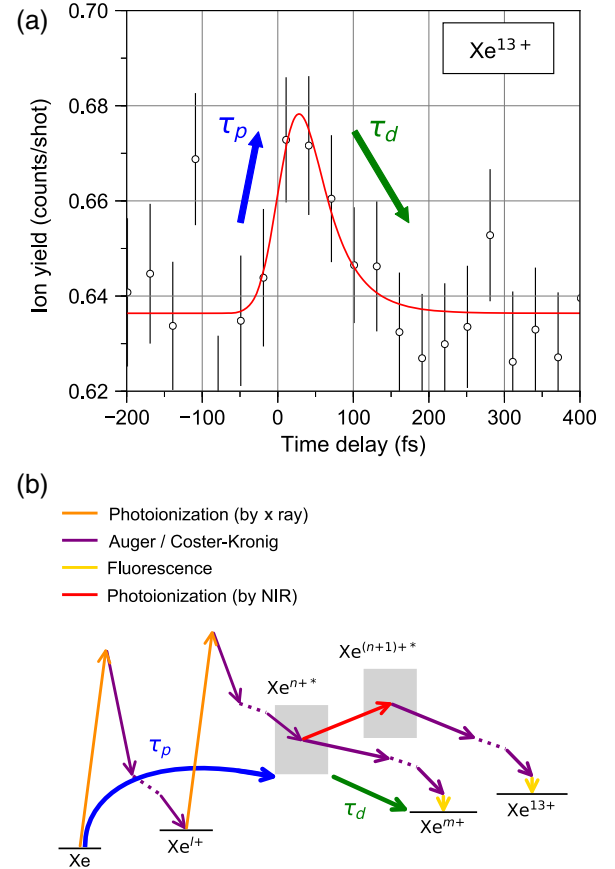 (a)
0.70
0.68
0.66
0.64
0.62
Ion yield (counts/shot)
Xe13+
τp
τd
−200
−100
0
100
200
300
400
Time delay (fs)
(b)
Photoionization (by x ray)
Auger / Coster-Kronig
Fluorescence
Photoionization (by NIR)
Xe(n+1)+*
Xen+*
τp
τd
Xe
Xel+
Xem+
Xe13+